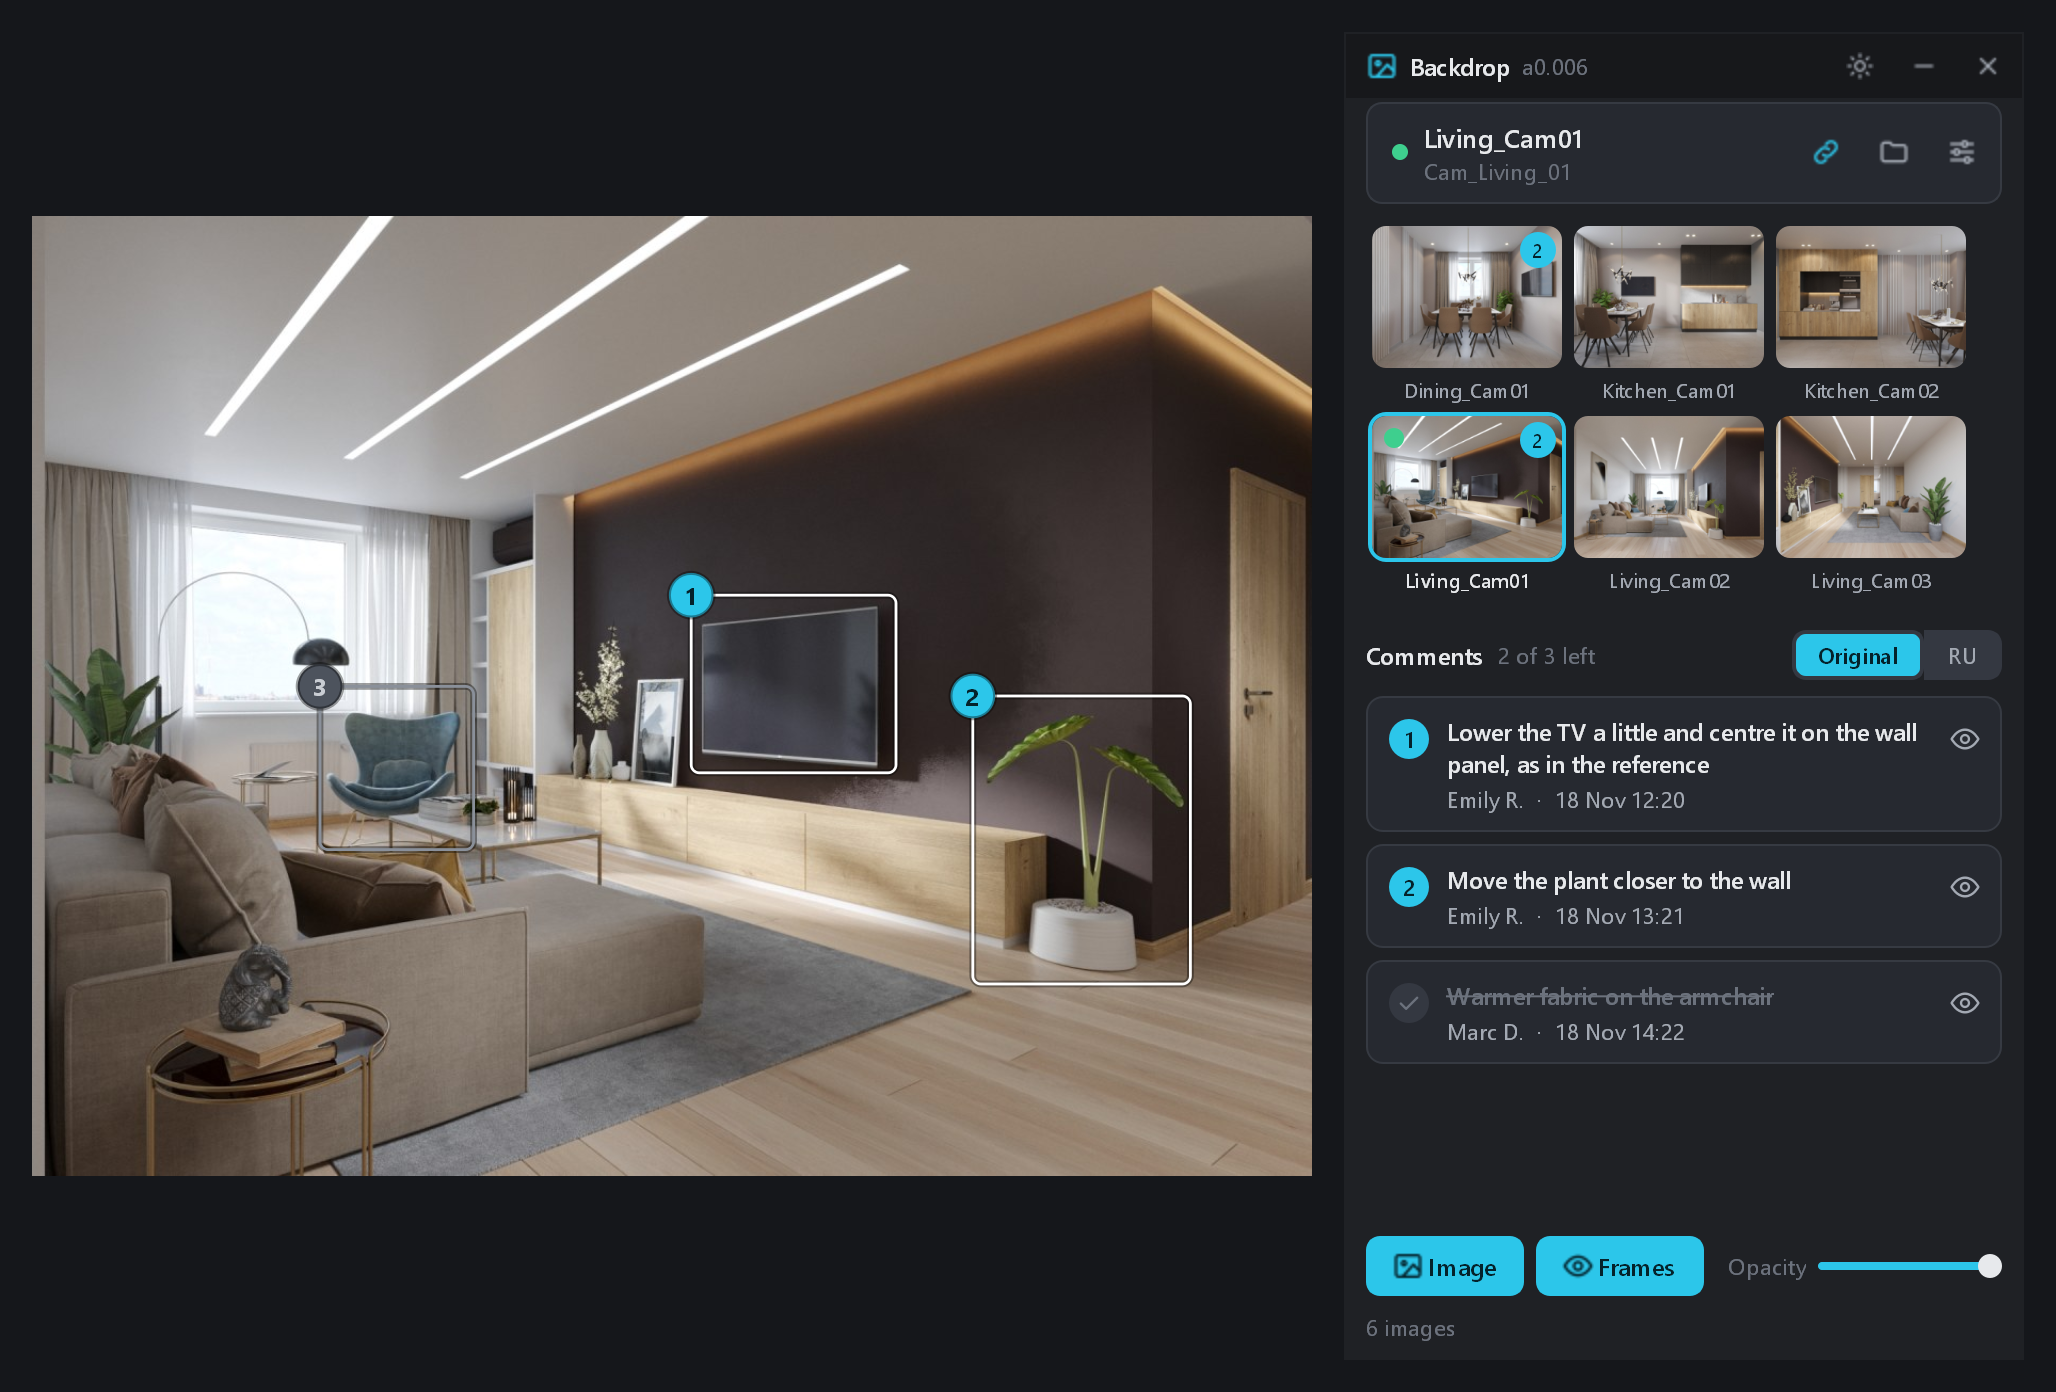 Backdrop a0.006
Living_Cam01
Cam_Living_01
2
Dining_Cam01
Kitchen_Cam01
Kitchen_Cam02
2
Living_Cam01
Living_Cam02
Living_Cam03
Comments 2 of 3 left
Original RU
1 Lower the TV a little and centre it on the wall
panel, as in the reference
Emily R. · 18 Nov 12:20
2 Move the plant closer to the wall
Emily R. · 18 Nov 13:21
Warmer fabric on the armchair
Marc D. · 18 Nov 14:22
Image
Frames
Opacity
6 images
1
2
3